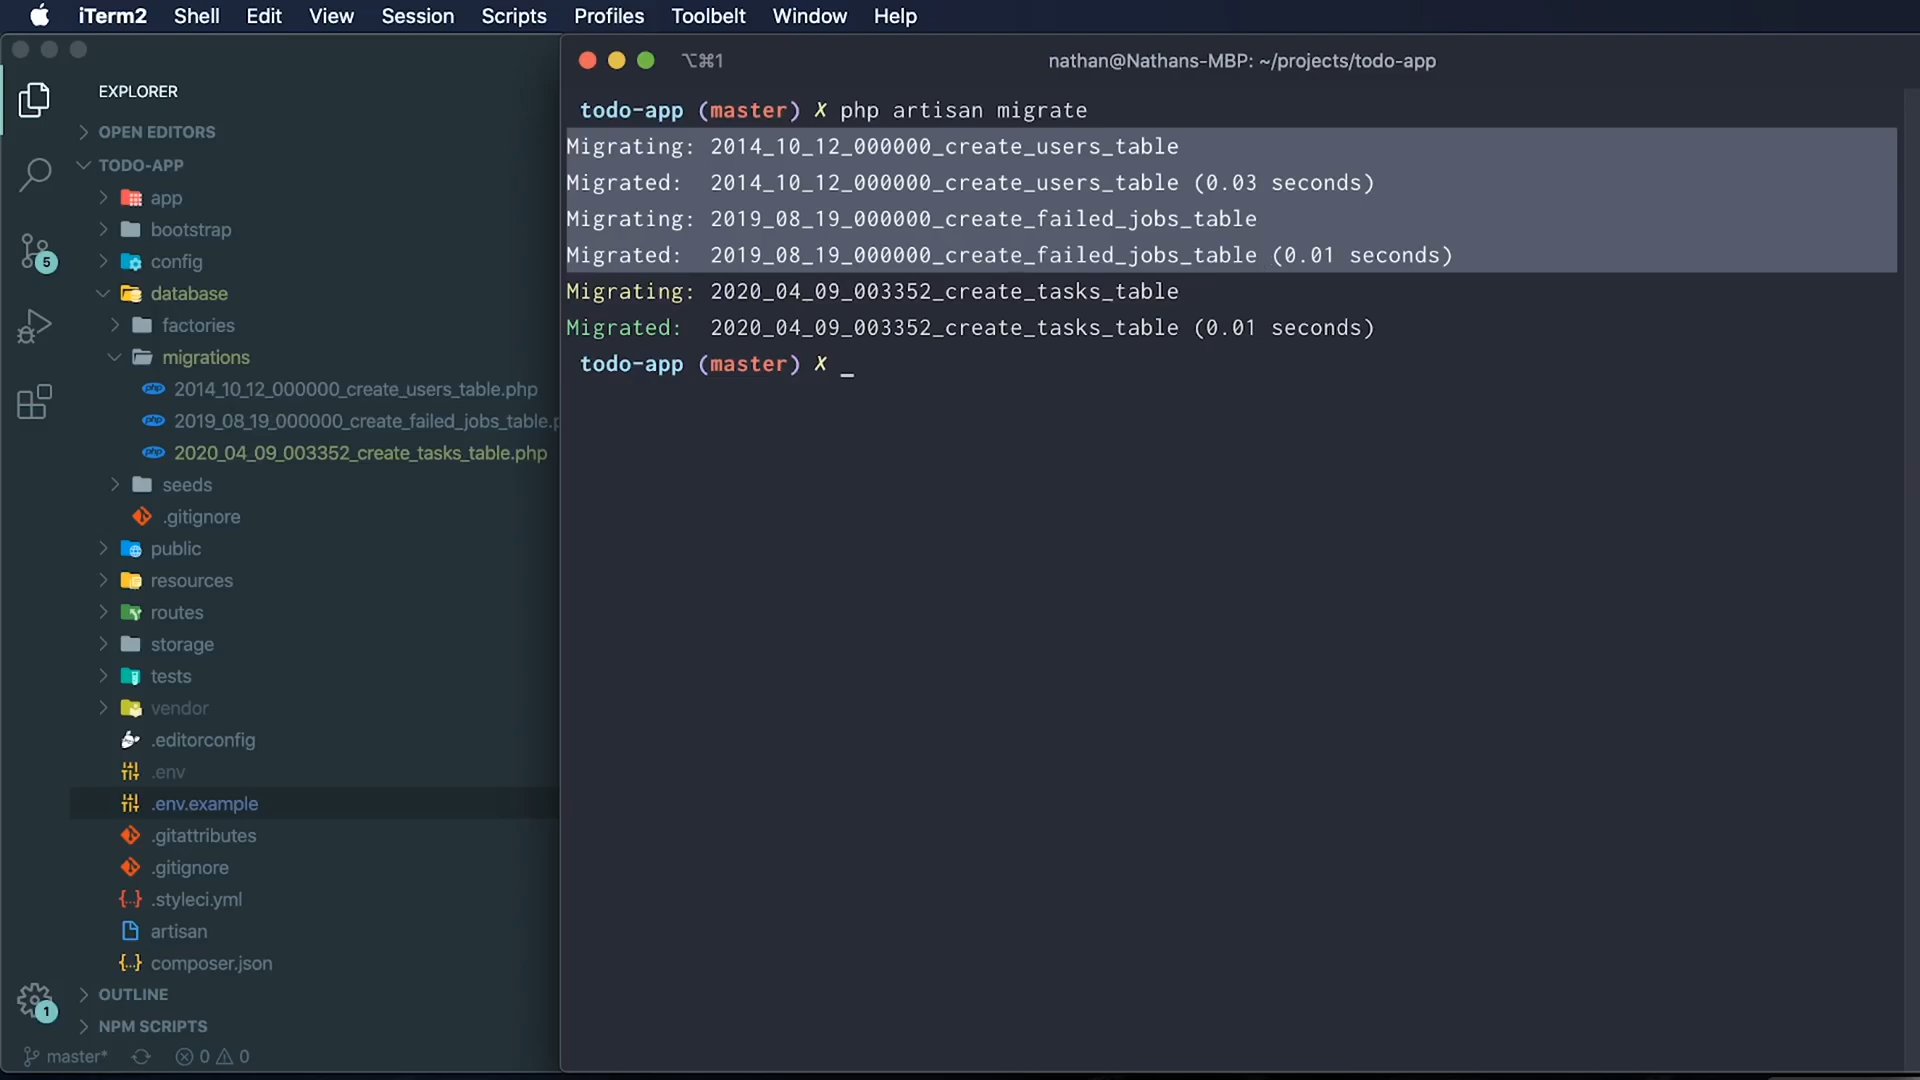 iTerm2 Shell Edit View Session Scripts Profiles Toolbelt Window Help
⌥⌘1
nathan@Nathans-MBP: ~/projects/todo-app
EXPLORER
OPEN EDITORS
TODO-APP
app
bootstrap
config
database
factories
migrations
2014_10_12_000000_create_users_table.php
2019_08_19_000000_create_failed_jobs_table.p
2020_04_09_003352_create_tasks_table.php
seeds
.gitignore
public
resources
routes
storage
tests
vendor
.editorconfig
.env
.env.example
.gitattributes
.gitignore
.styleci.yml
artisan
composer.json
OUTLINE
NPM SCRIPTS
master* 0 0
5
1
todo-app (master) ✗ php artisan migrate
Migrating: 2014_10_12_000000_create_users_table
Migrated: 2014_10_12_000000_create_users_table (0.03 seconds)
Migrating: 2019_08_19_000000_create_failed_jobs_table
Migrated: 2019_08_19_000000_create_failed_jobs_table (0.01 seconds)
Migrating: 2020_04_09_003352_create_tasks_table
Migrated: 2020_04_09_003352_create_tasks_table (0.01 seconds)
todo-app (master) ✗ _